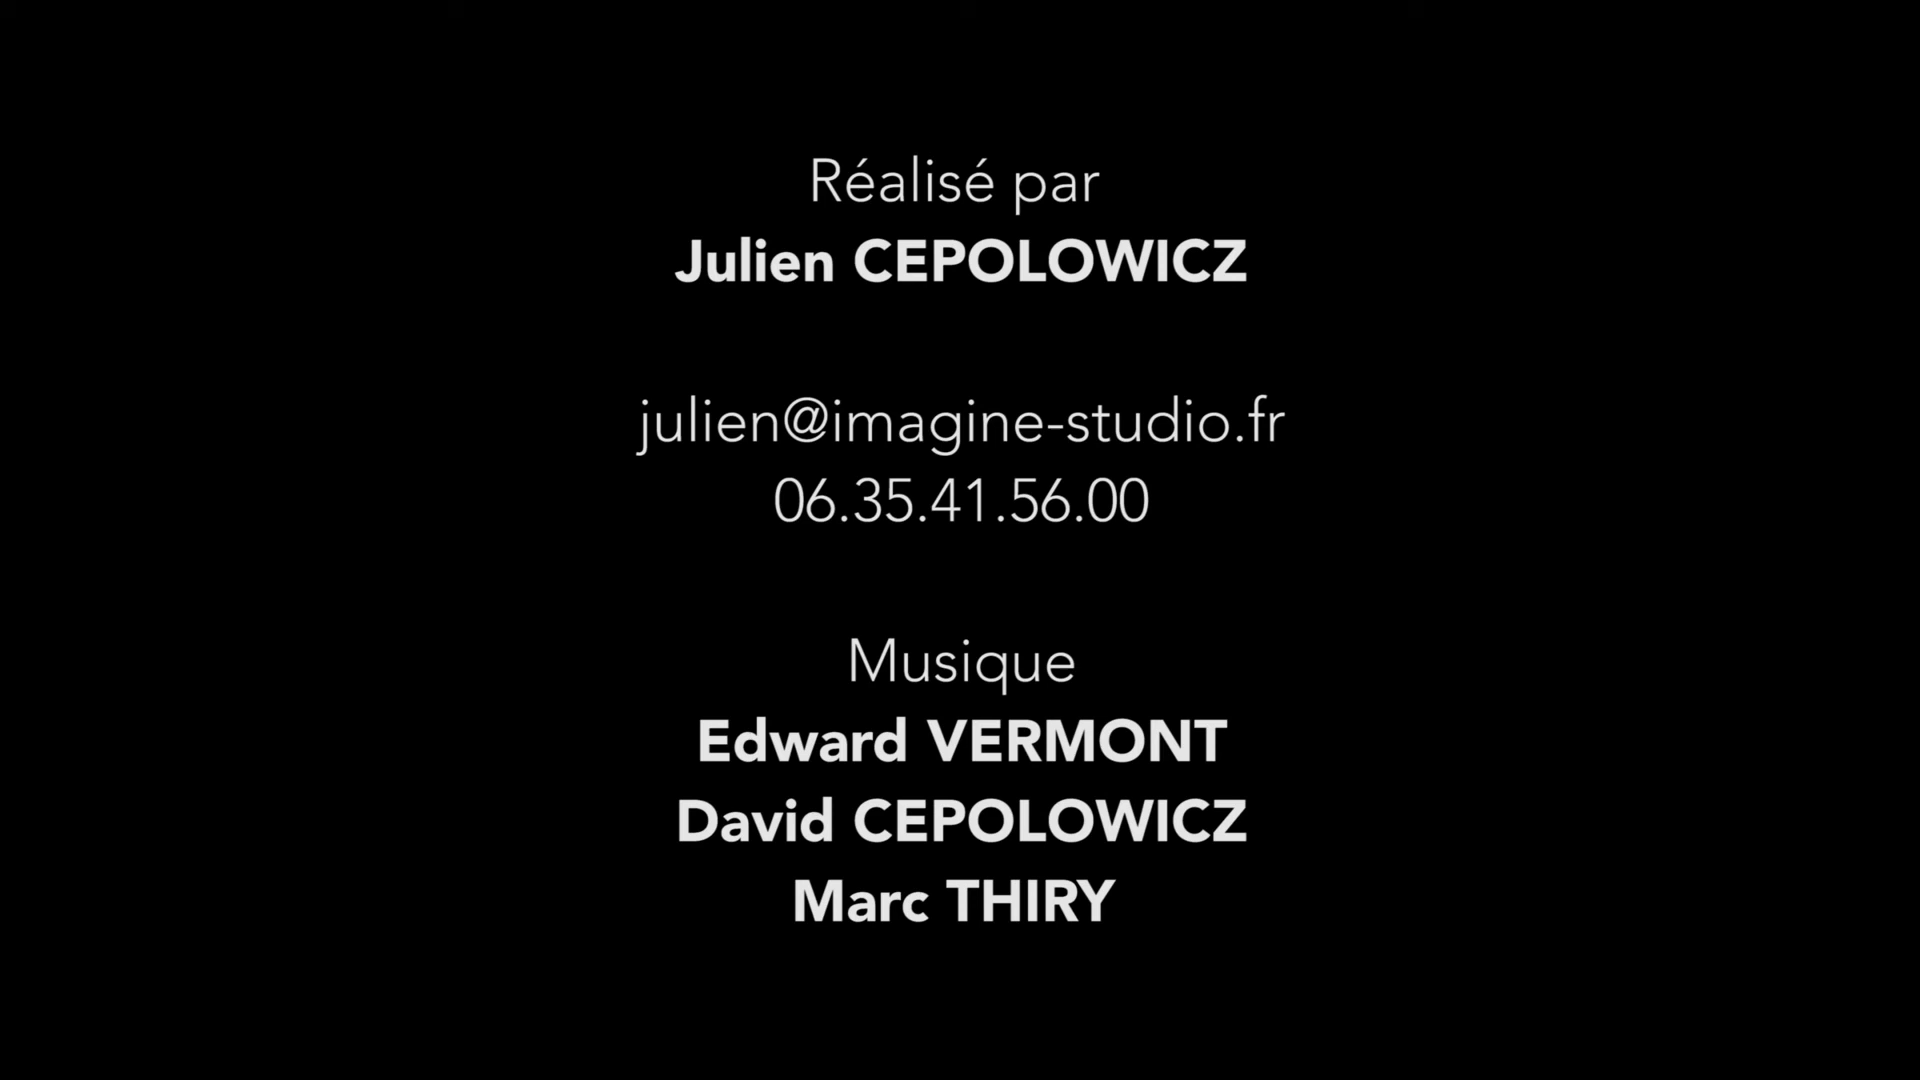 Réalisé par
Julien CEPOLOWICZ
julien@imagine-studio.fr
06.35.41.56.00
Musique
Edward VERMONT
David CEPOLOWICZ
Marc THIRY